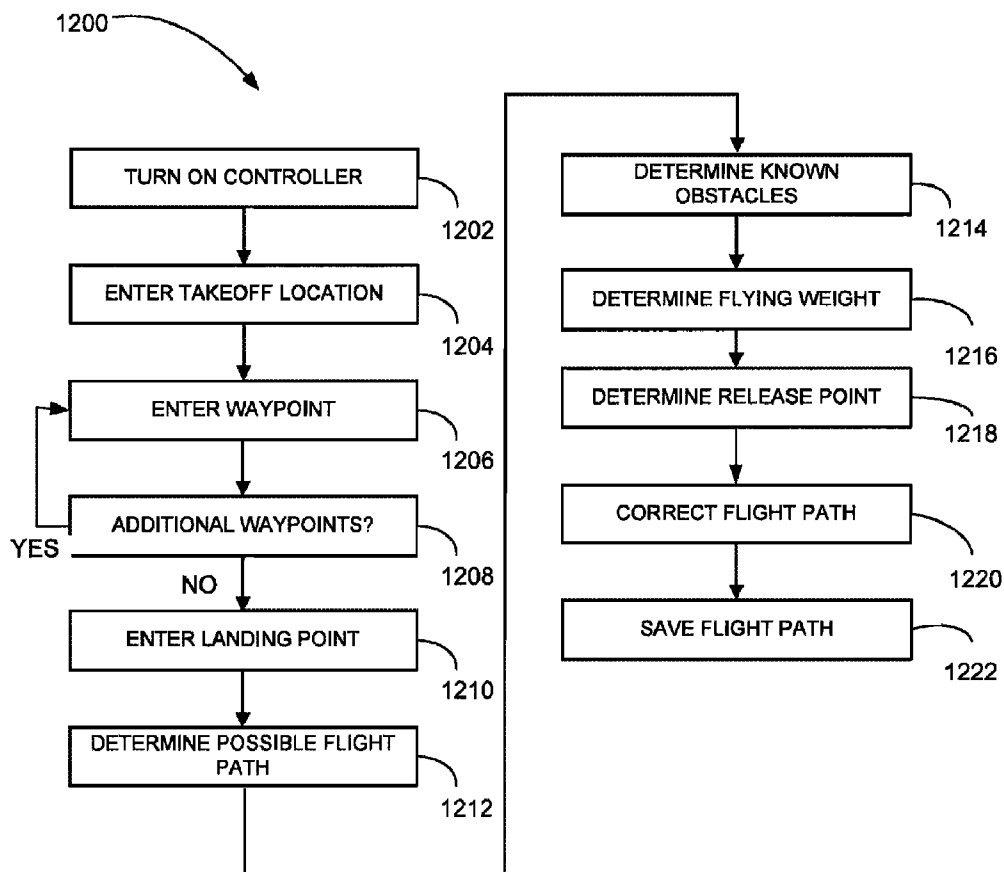 1200
TURN ON CONTROLLER
1202
ENTER TAKEOFF LOCATION
1204
ENTER WAYPOINT
1206
ADDITIONAL WAYPOINTS?
YES
1208
NO
ENTER LANDING POINT
1210
DETERMINE POSSIBLE FLIGHT
PATH
1212
DETERMINE KNOWN
OBSTACLES
1214
DETERMINE FLYING WEIGHT
1216
DETERMINE RELEASE POINT
1218
CORRECT FLIGHT PATH
1220
SAVE FLIGHT PATH
1222